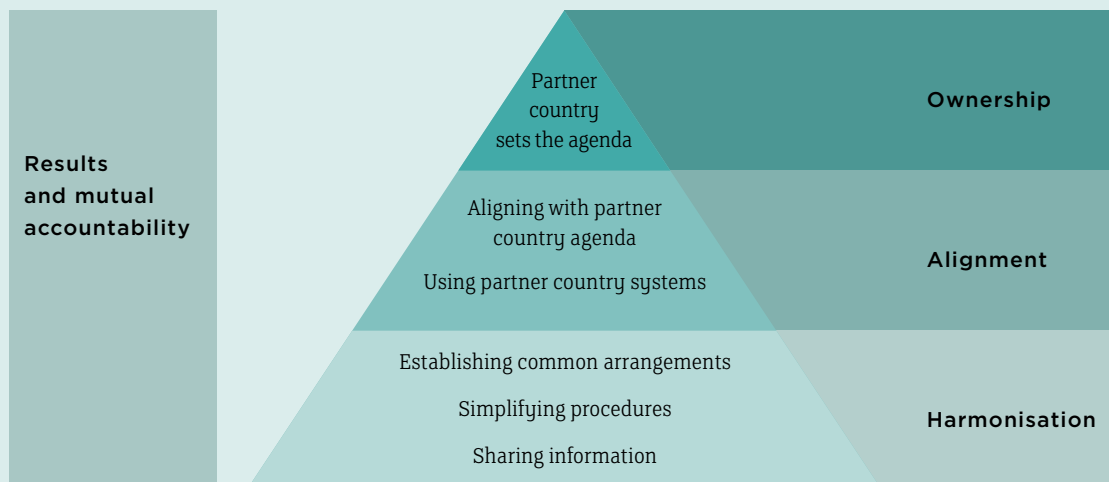 Results
and mutual
accountability
Partner
country
sets the agenda
Ownership
Aligning with partner
country agenda
Using partner country systems
Alignment
Establishing common arrangements
Simplifying procedures
Sharing information
Harmonisation